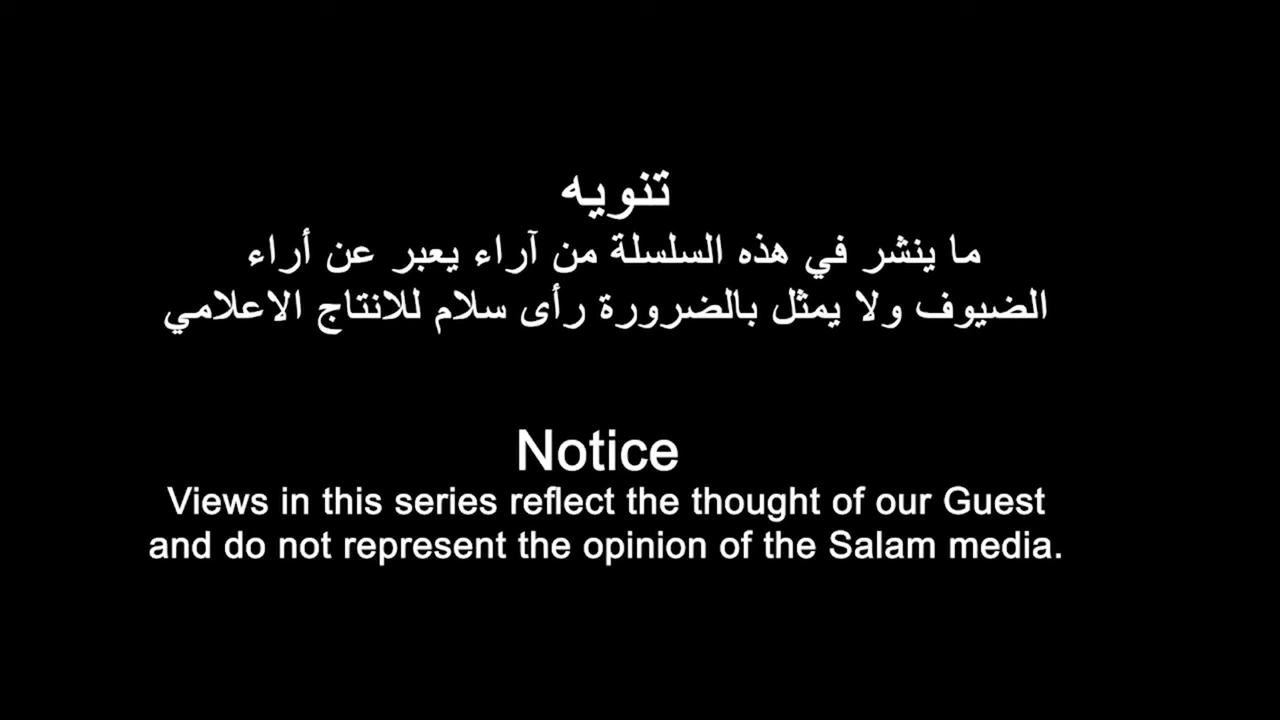 تنويه
ما ينشر في هذه السلسلة من آراء يعبر عن أراء
الضيوف ولا يمثل بالضرورة رأى سلام للانتاج الاعلامي
Notice
Views in this series reflect the thought of our Guest
and do not represent the opinion of the Salam media.